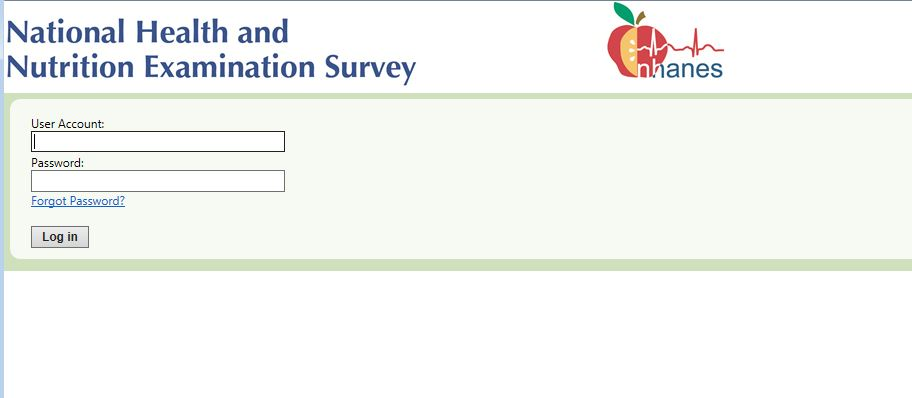 National Health and
Nutrition Examination Survey
nhanes
User Account:
Password:
Forgot Password?
Log in